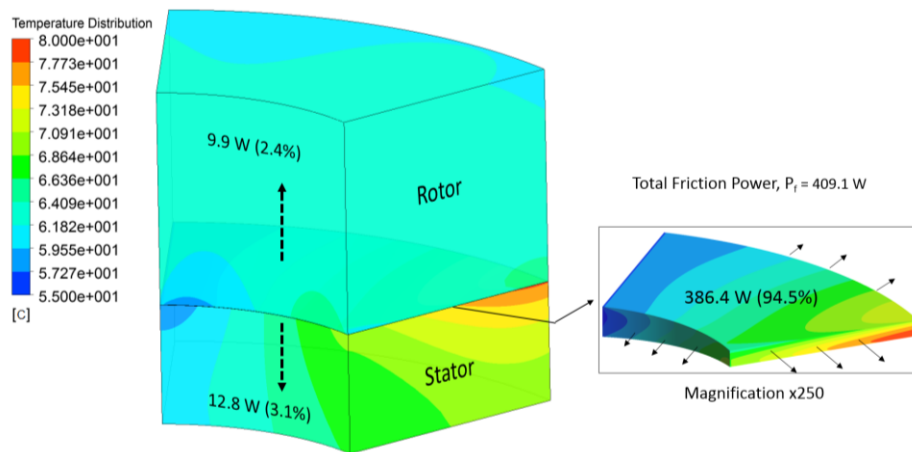 Temperature Distribution
8.000e+001
7.773e+001
7.545e+001
7.318e+001
7.091e+001
6.864e+001
6.636e+001
6.409e+001
6.182e+001
5.955e+001
5.727e+001
5.500e+001
[C]
9.9 W (2.4%)
Rotor
Stator
12.8 W (3.1%)
Total Friction Power, Pf = 409.1 W
386.4 W (94.5%)
Magnification x250